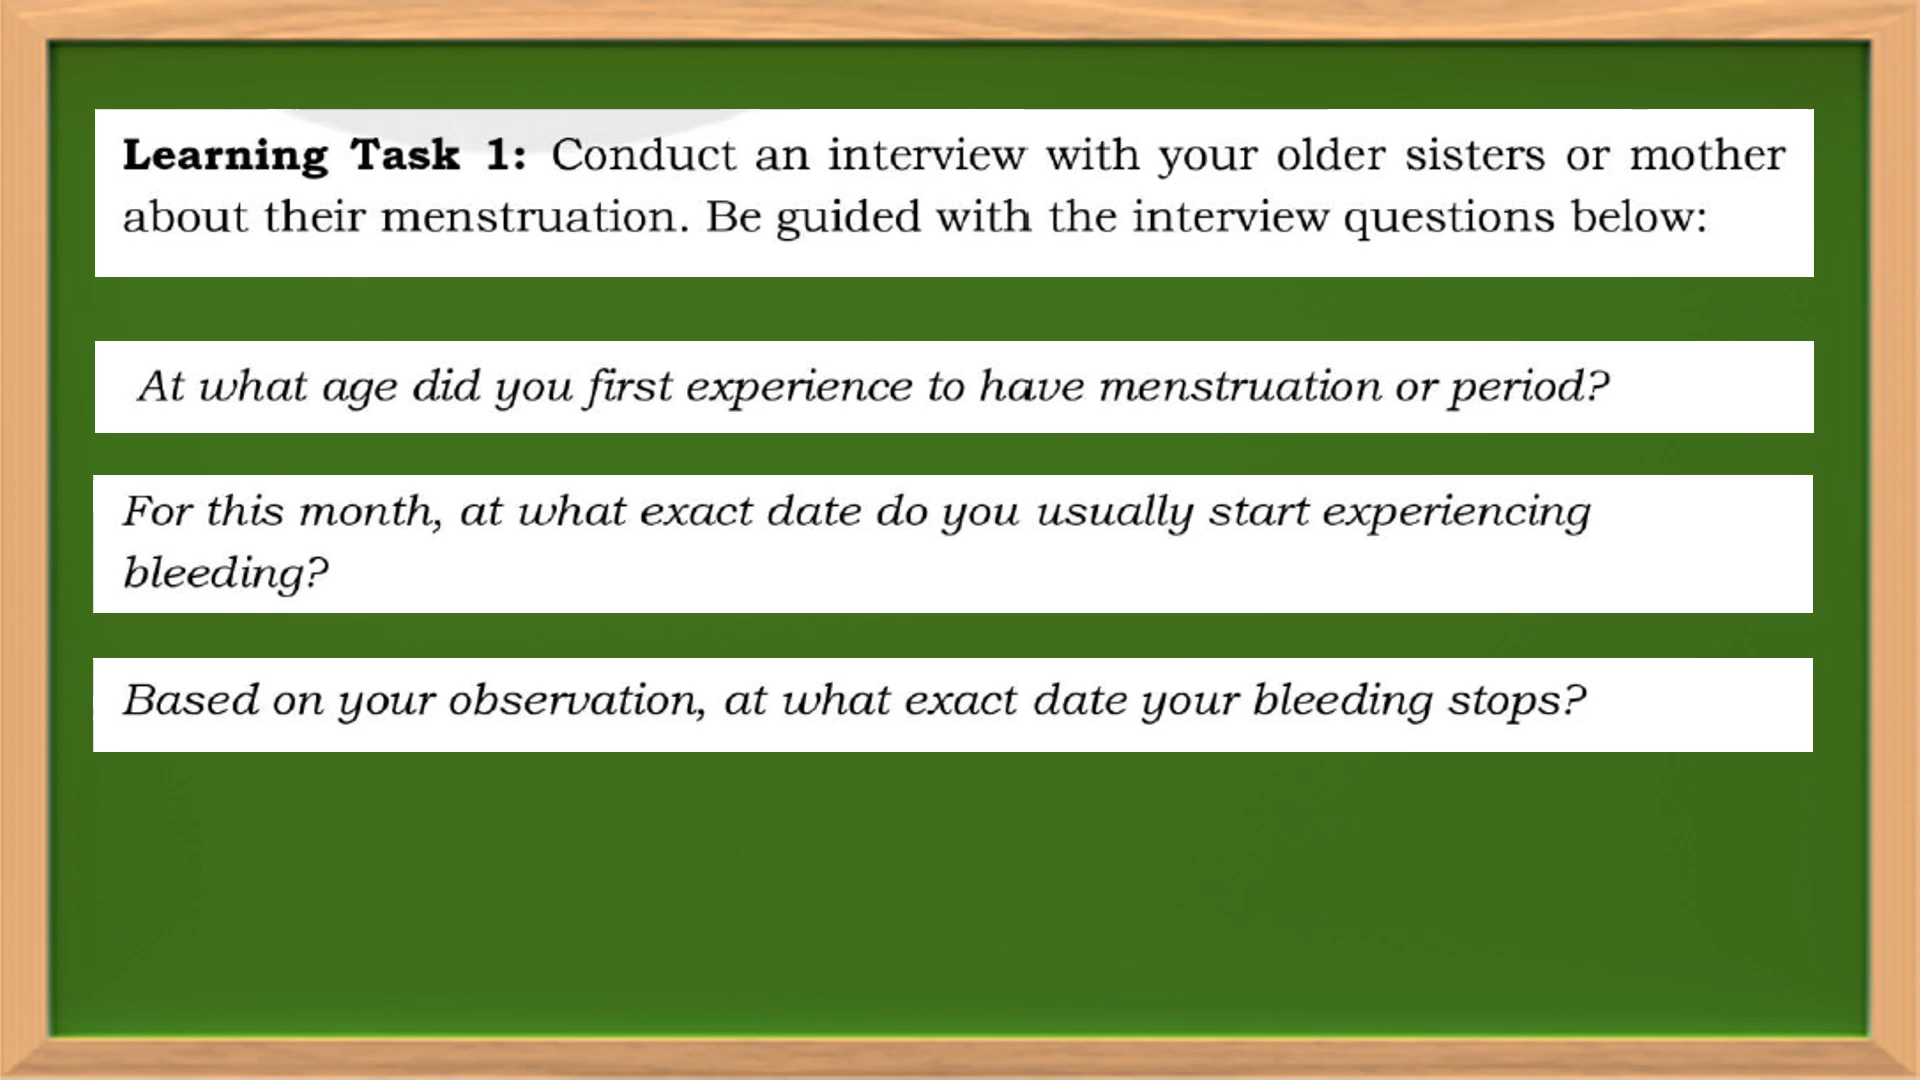 Learning Task 1: Conduct an interview with your older sisters or mother
about their menstruation. Be guided with the interview questions below:
At what age did you first experience to have menstruation or period?
For this month, at what exact date do you usually start experiencing
bleeding?
Based on your observation, at what exact date your bleeding stops?